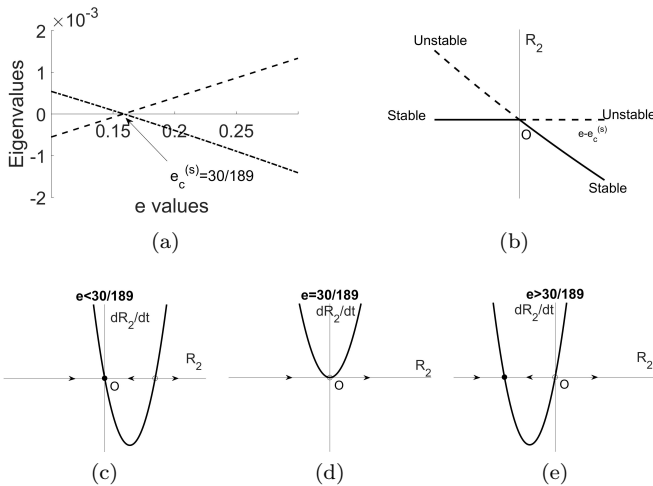 ×10⁻³
2
1
0
-1
-2
Eigenvalues
0.15
0.2
0.25
e_c^(s)=30/189
e values
(a)
R₂
Unstable
Stable
Unstable
e-e_c^(s)
O
Stable
(b)
e<30/189
dR₂/dt
R₂
O
(c)
e=30/189
dR₂/dt
R₂
O
(d)
e>30/189
dR₂/dt
R₂
O
(e)